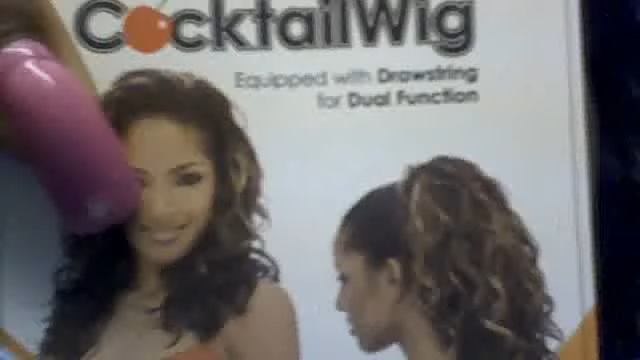 CocktailWig
Equipped with Drawstring
for Dual Function